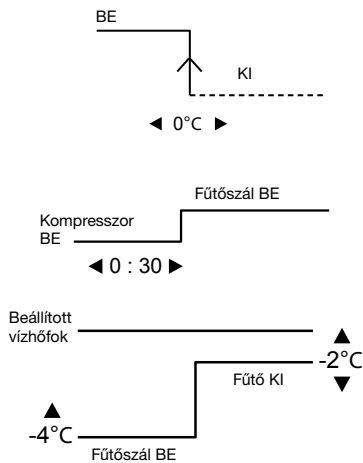 BE
KI
◄ 0°C ►
Fűtőszál BE
Kompresszor
BE
◄ 0 : 30 ►
Beállított
vízhőfok
▲
-2°C
▼
Fűtő KI
▲
-4°C
Fűtőszál BE